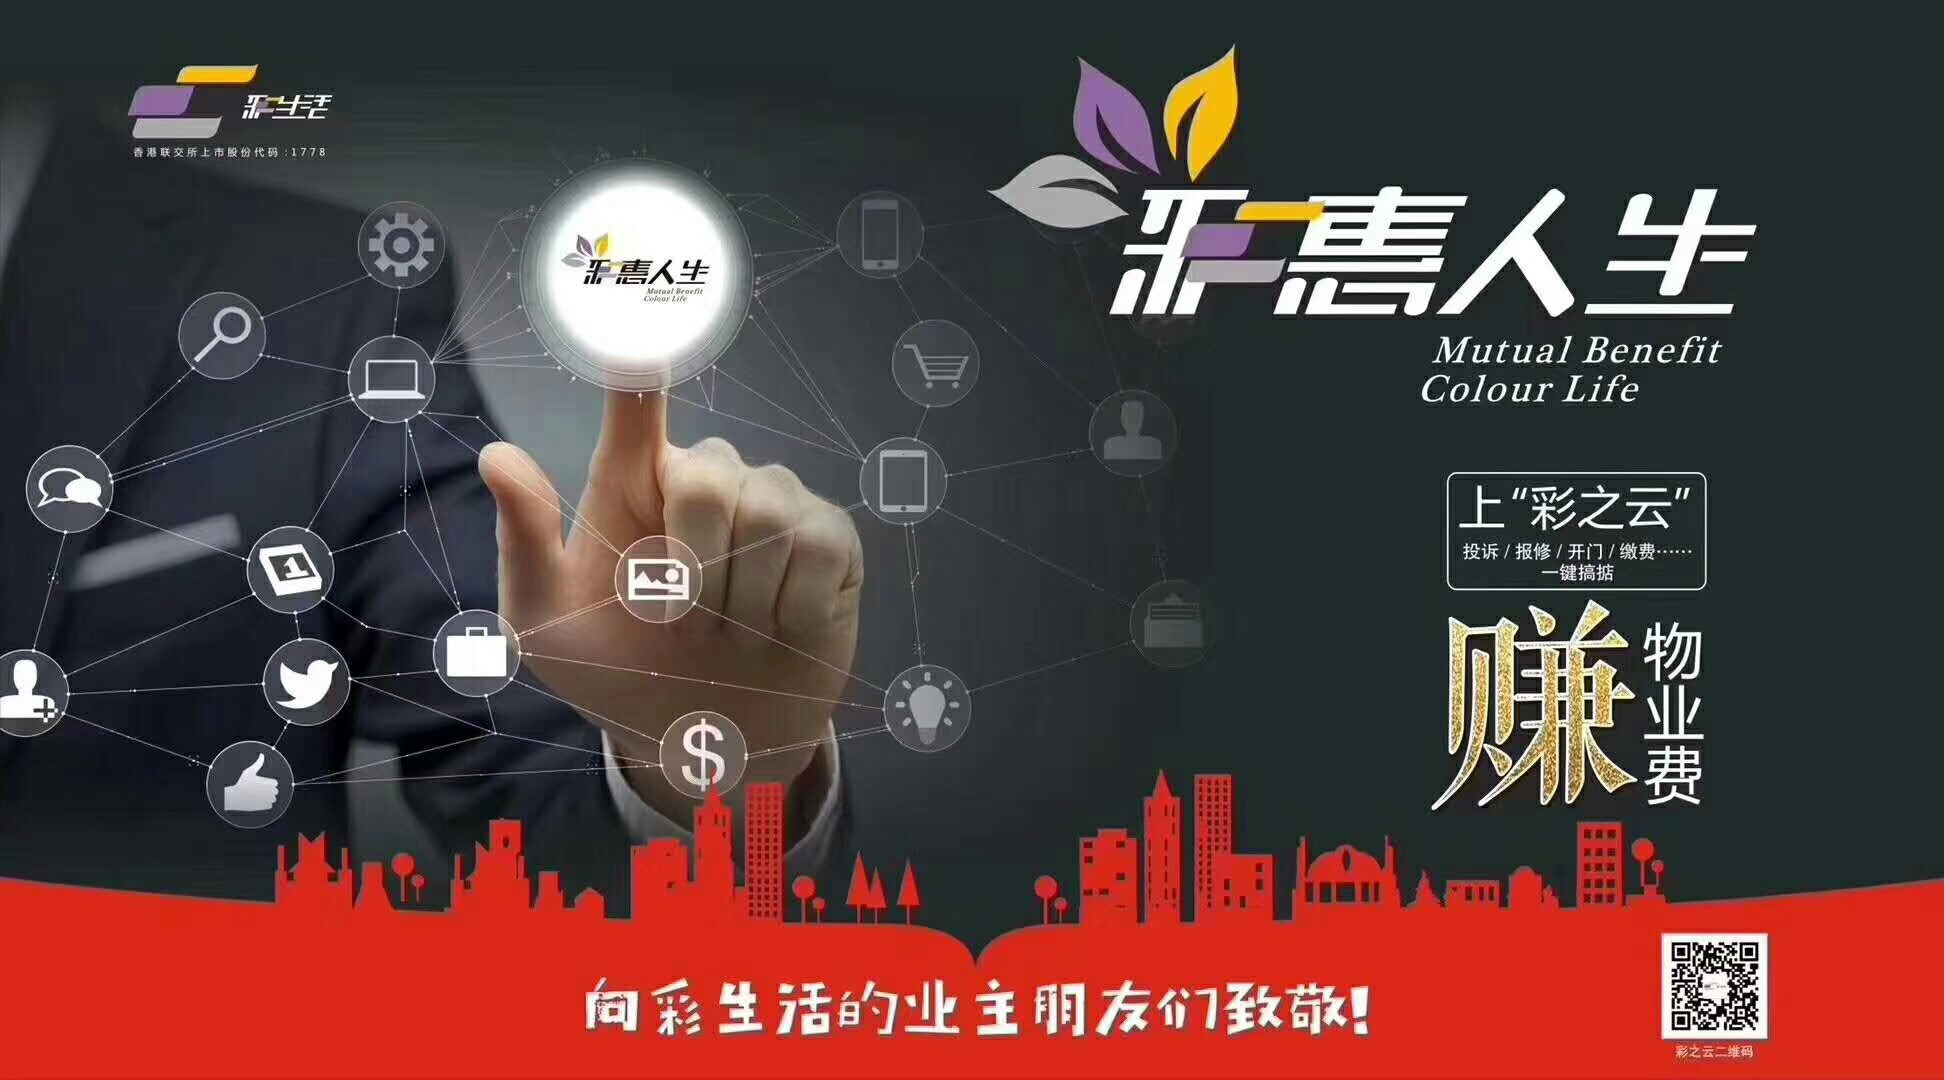 彩生活
香港联交所上市股份代码 :1778
彩惠人生
Mutual Benefit
Colour Life
彩惠人生
Mutual Benefit
Colour Life
上“彩之云”
投诉 / 报修 / 开门 / 缴费……
一键搞掂
赚物业费
1
$
向彩生活的业主朋友们致敬!
彩之云二维码